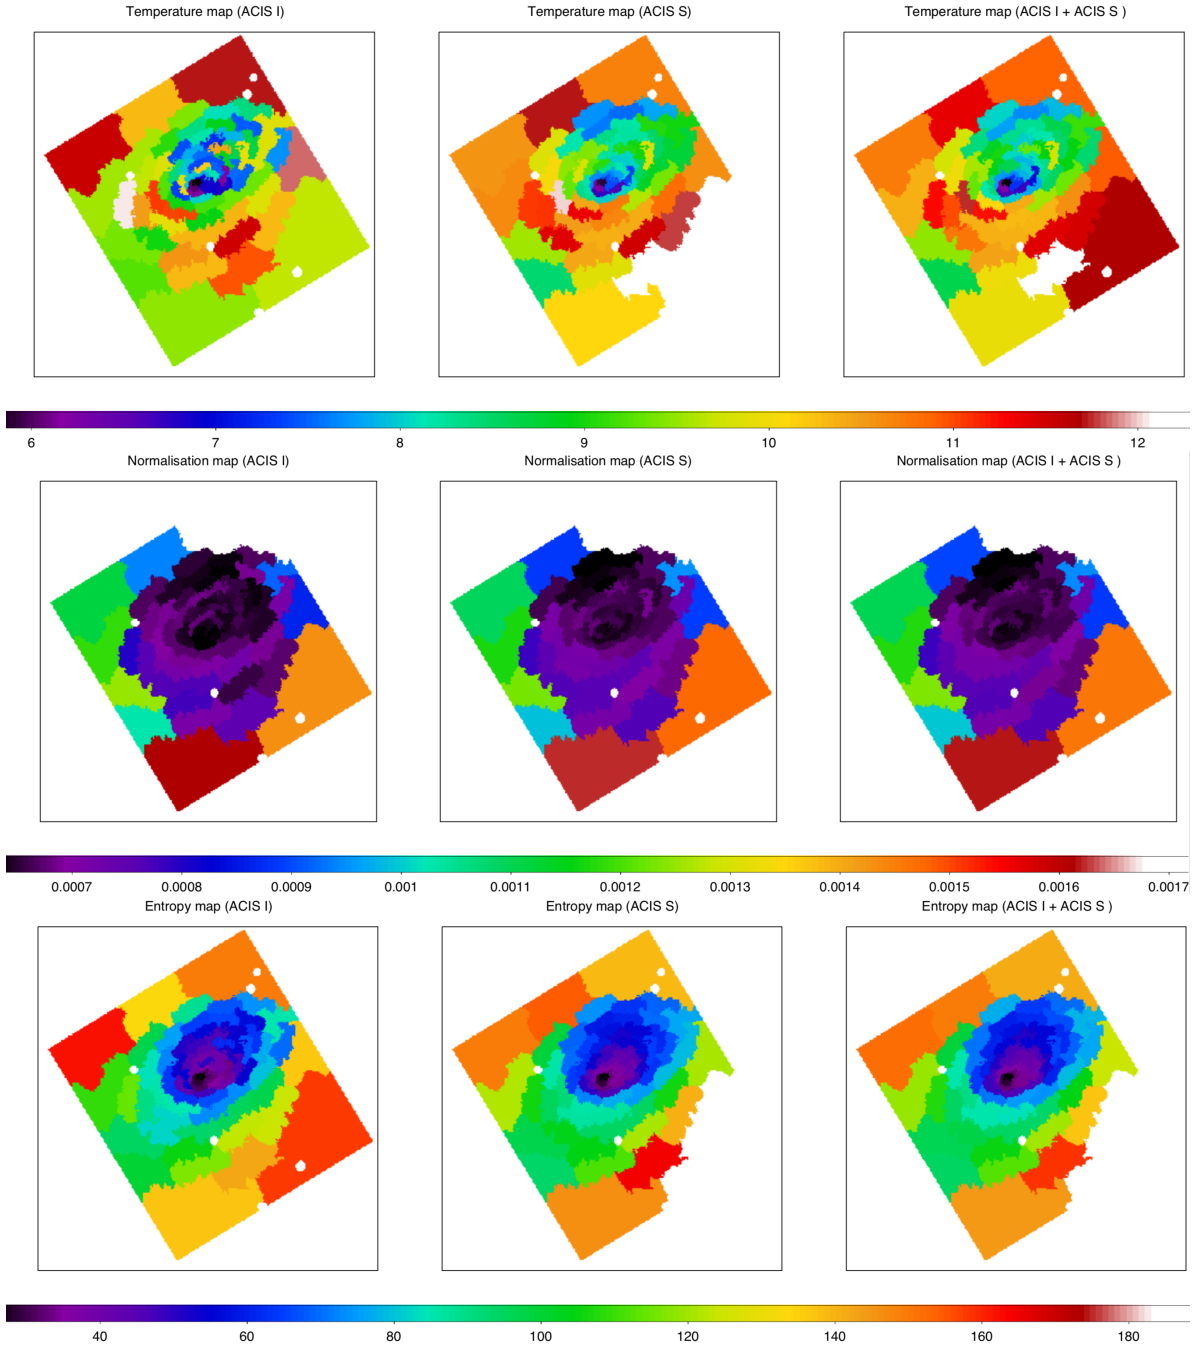 Temperature map (ACIS I) Temperature map (ACIS S) Temperature map (ACIS I + ACIS S )
6 7 8 9 10 11 12
Normalisation map (ACIS I) Normalisation map (ACIS S) Normalisation map (ACIS I + ACIS S )
0.0007 0.0008 0.0009 0.001 0.0011 0.0012 0.0013 0.0014 0.0015 0.0016 0.0017
Entropy map (ACIS I) Entropy map (ACIS S) Entropy map (ACIS I + ACIS S )
40 60 80 100 120 140 160 180